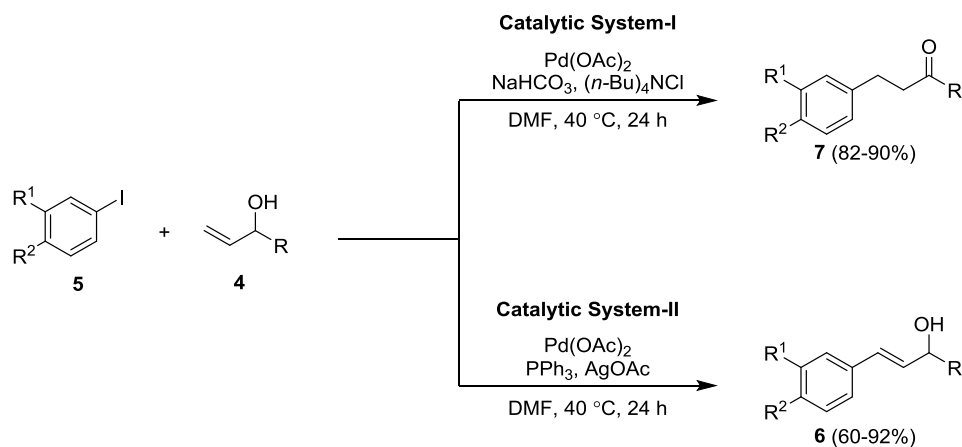 Catalytic System-I
Pd(OAc)2
NaHCO3, (n-Bu)4NCl
DMF, 40 °C, 24 h
R1
R2
O
R
7 (82-90%)
R1
R2
I
5
+
OH
R
4
Catalytic System-II
Pd(OAc)2
PPh3, AgOAc
DMF, 40 °C, 24 h
R1
R2
OH
R
6 (60-92%)